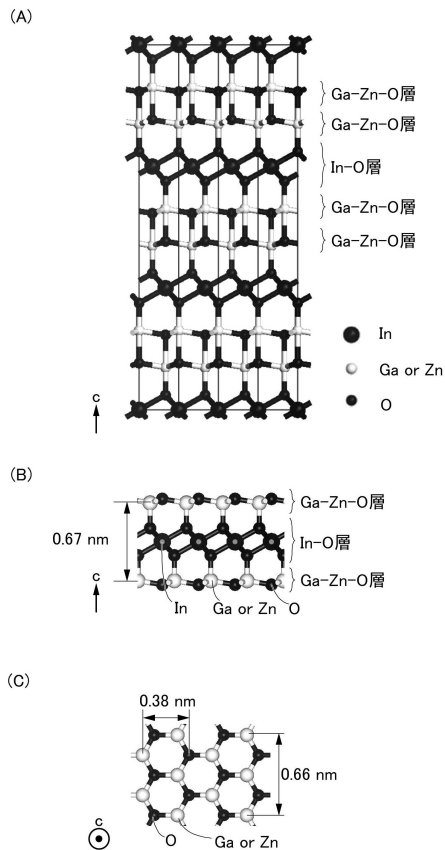 (A)
Ga-Zn-O層
Ga-Zn-O層
In-O層
Ga-Zn-O層
Ga-Zn-O層
In
Ga or Zn
O
c
(B)
Ga-Zn-O層
0.67 nm
In-O層
Ga-Zn-O層
c
In
Ga or Zn
O
(C)
0.38 nm
0.66 nm
c
O
Ga or Zn